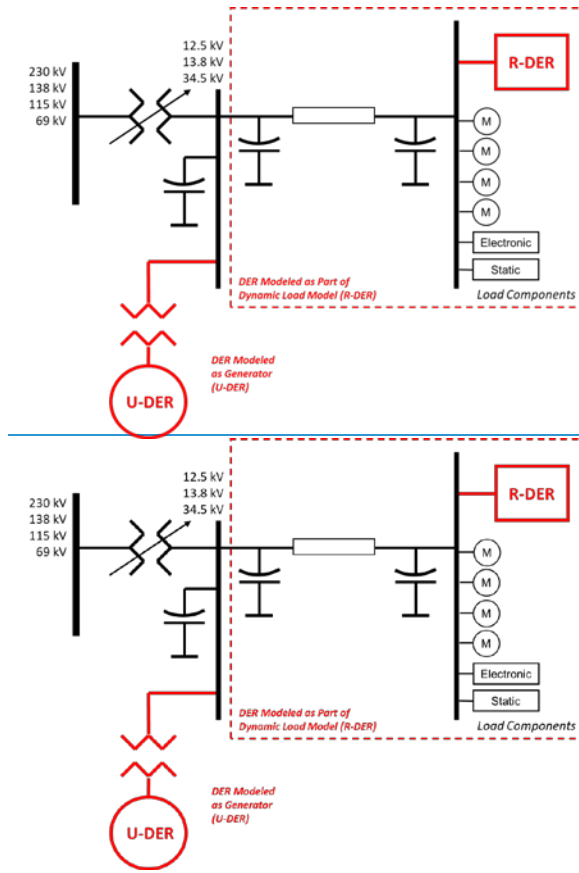 12.5 kV
13.8 kV
34.5 kV
230 kV
138 kV
115 kV
69 kV
R-DER
M
M
M
M
Electronic
Static
DER Modeled as Part of
Dynamic Load Model (R-DER)
Load Components
DER Modeled
as Generator
(U-DER)
U-DER
12.5 kV
13.8 kV
34.5 kV
230 kV
138 kV
115 kV
69 kV
R-DER
M
M
M
M
Electronic
Static
DER Modeled as Part of
Dynamic Load Model (R-DER)
Load Components
DER Modeled
as Generator
(U-DER)
U-DER